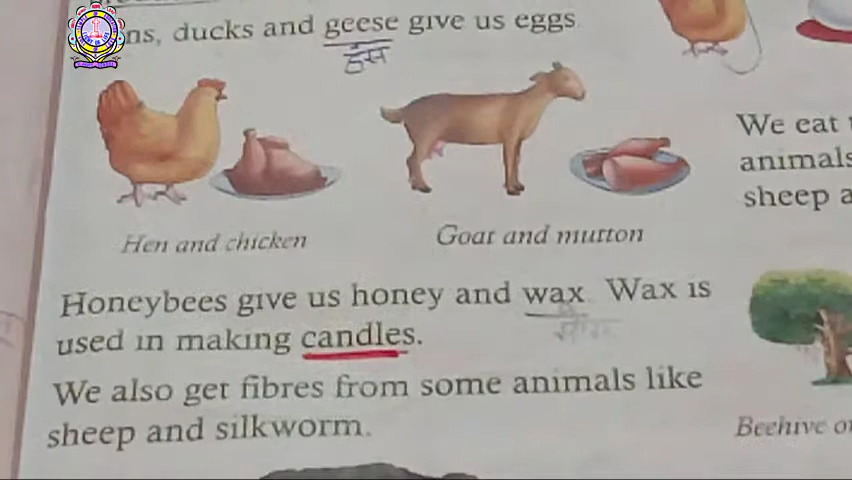 ns, ducks and geese give us eggs
हंस
We eat
animals
sheep a
Hen and chicken
Goat and mutton
Honeybees give us honey and wax. Wax is
मोम
used in making candles.
We also get fibres from some animals like
sheep and silkworm.
Beehive o